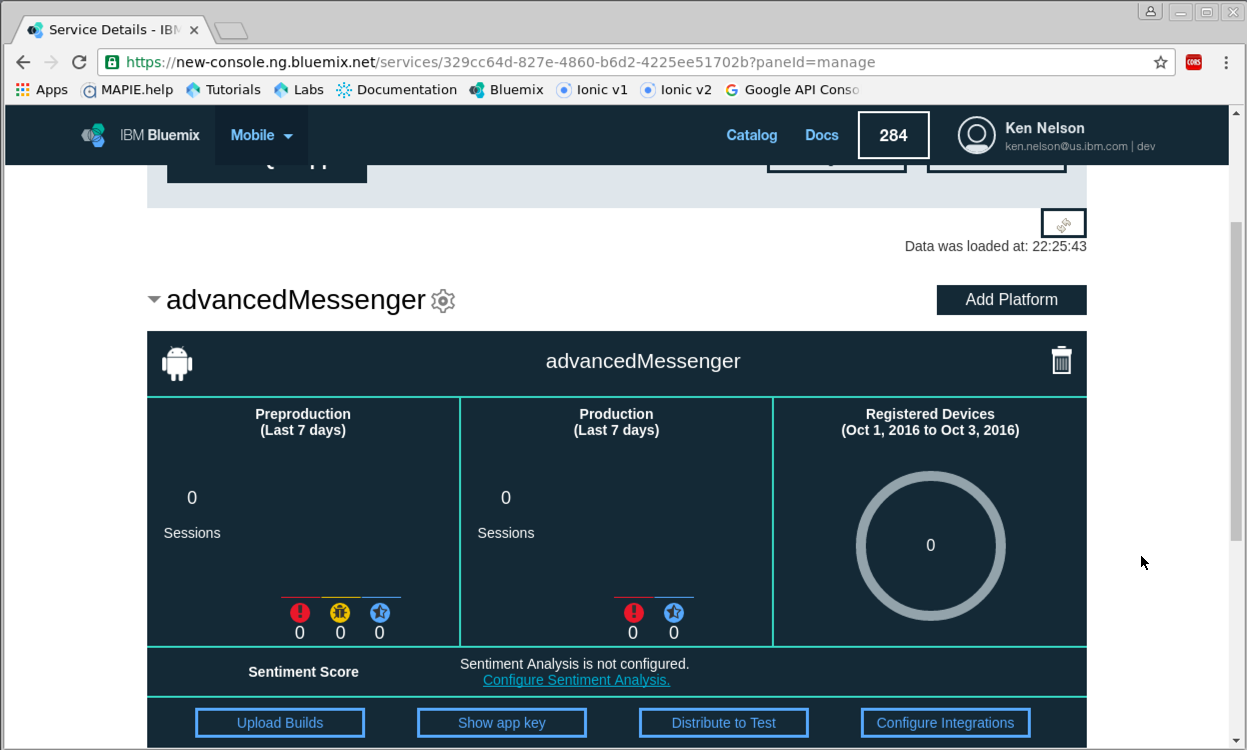 Service Details - IBM
https://new-console.ng.bluemix.net/services/329cc64d-827e-4860-b6d2-4225ee51702b?paneId=manage
CORS
Apps MAPIE.help Tutorials Labs Documentation Bluemix Ionic v1 Ionic v2 Google API Conso
IBM Bluemix Mobile Catalog Docs 284 Ken Nelson
ken.nelson@us.ibm.com | dev
Data was loaded at: 22:25:43
advancedMessenger Add Platform
advancedMessenger
Preproduction
(Last 7 days)
0
Sessions
0 0 0
Production
(Last 7 days)
0
Sessions
0 0
Registered Devices
(Oct 1, 2016 to Oct 3, 2016)
0
Sentiment Score
Sentiment Analysis is not configured.
Configure Sentiment Analysis.
Upload Builds Show app key Distribute to Test Configure Integrations